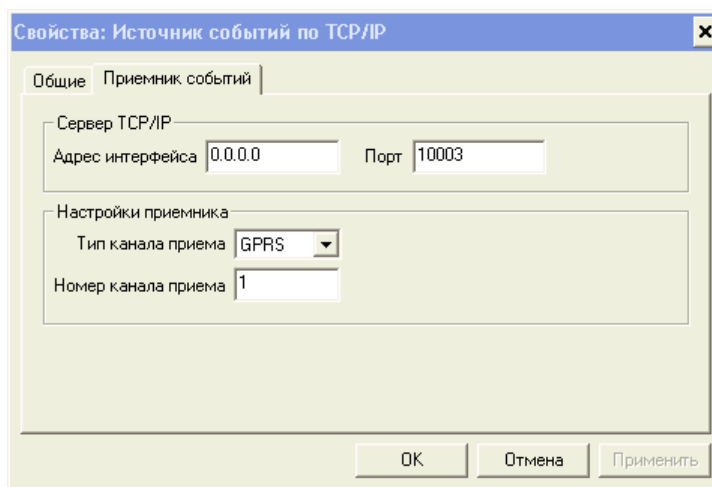 Свойства: Источник событий по TCP/IP
Общие Приемник событий
Сервер TCP/IP
Адрес интерфейса 0.0.0.0 Порт 10003
Настройки приемника
Тип канала приема GPRS
Номер канала приема 1
OK Отмена Применить